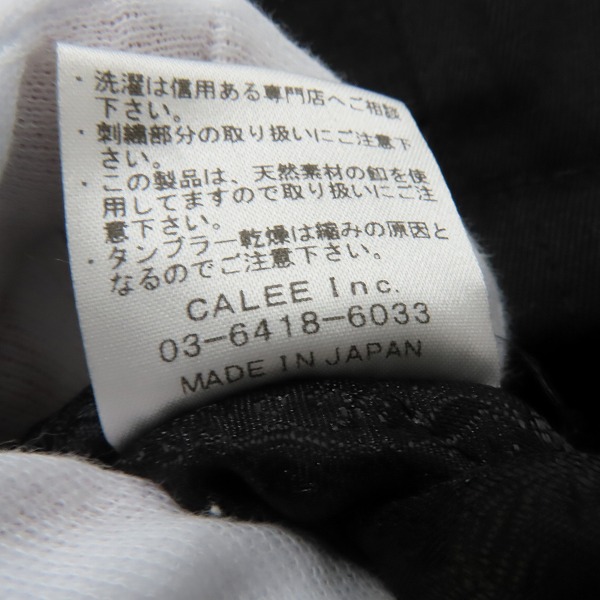 ・洗濯は信用ある専門店へご相談
下さい。
・刺繍部分の取り扱いにご注意下
さい。
・この製品は、天然素材の釦を使
用してますので取り扱いにご注
意下さい。
・タンブラー乾燥は縮みの原因と
なるのでご注意下さい。
CALEE Inc.
03-6418-6033
MADE IN JAPAN